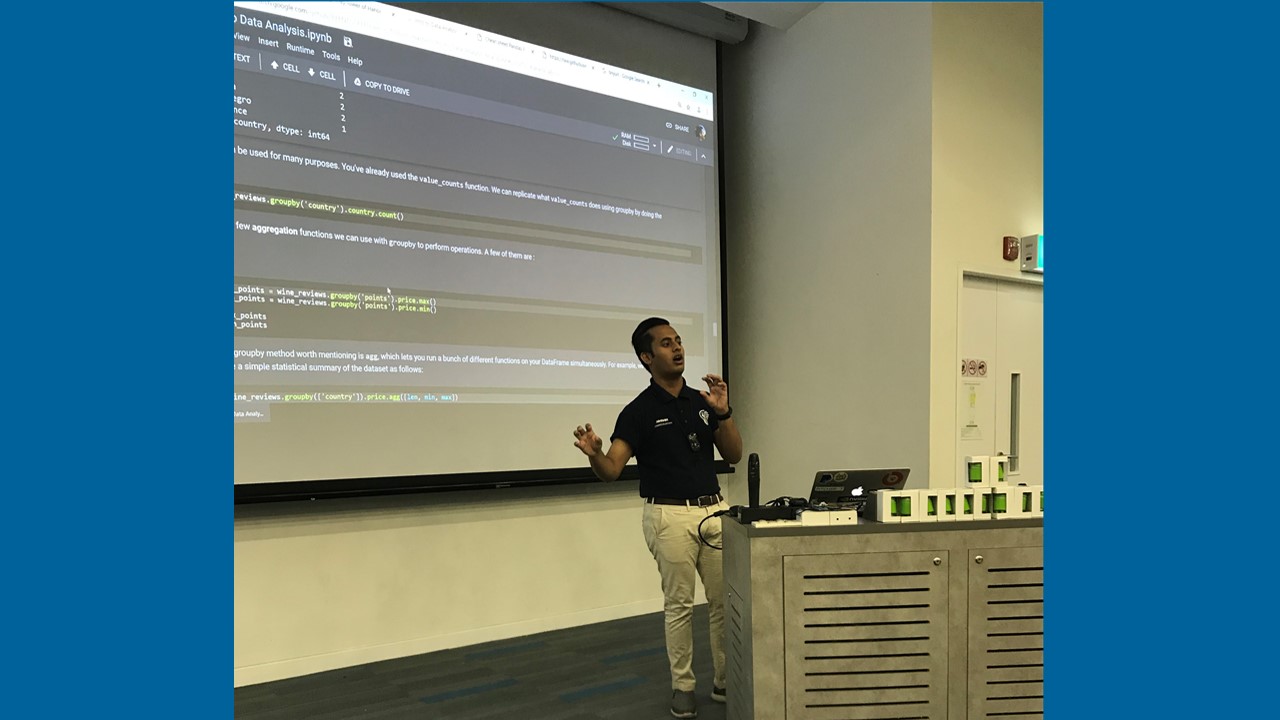 Data Analysis.ipynb
View Insert Runtime Tools Help
TEXT CELL CELL COPY TO DRIVE
SHARE
2
egro 2
nce 2
country, dtype: int64 1
RAM
Disk
EDITING
be used for many purposes. You've already used the value_counts function. We can replicate what value_counts does using groupby by doing the
reviews.groupby('country').country.count()
few aggregation functions we can use with groupby to perform operations. A few of them are :
_points = wine_reviews.groupby('points').price.max()
_points = wine_reviews.groupby('points').price.min()
_points
n_points
groupby method worth mentioning is agg, which lets you run a bunch of different functions on your DataFrame simultaneously. For example,
a simple statistical summary of the dataset as follows:
ine_reviews.groupby(['country']).price.agg([len, min, max])
Data Analy...